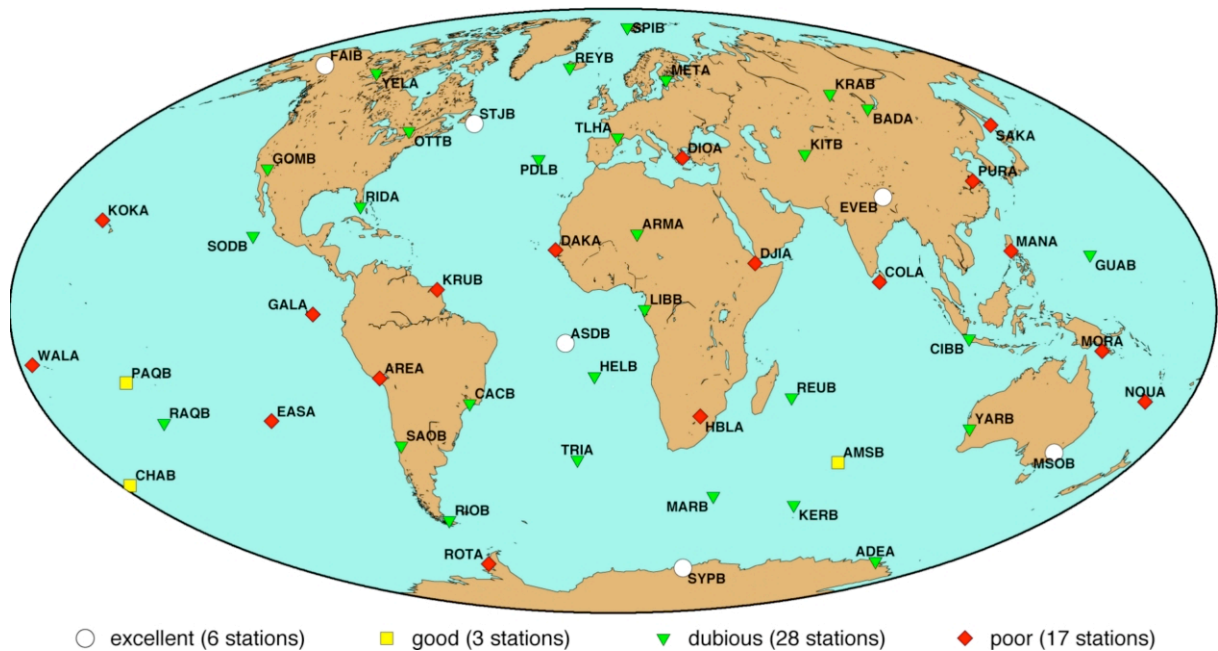 SPIB
FAIB
REYB
YELA
META
KRAB
STJB
BADA
OTTB
TLHA
SAKA
GOMB
PDLB
DIOA
KITB
PURA
RIDA
EVEB
KOKA
ARMA
SODB
DAKA
DJIA
MANA
GUAB
KRUB
COLA
GALA
LIBB
ASDB
CIBB
MORA
WALA
PAQB
AREA
HELB
REUB
NOUA
CACB
RAQB
EASA
HBLA
YARB
SAOB
TRIA
AMSB
MSOB
CHAB
MARB
KERB
RIOB
ROTA
ADEA
SYPB
excellent (6 stations) good (3 stations) dubious (28 stations) poor (17 stations)